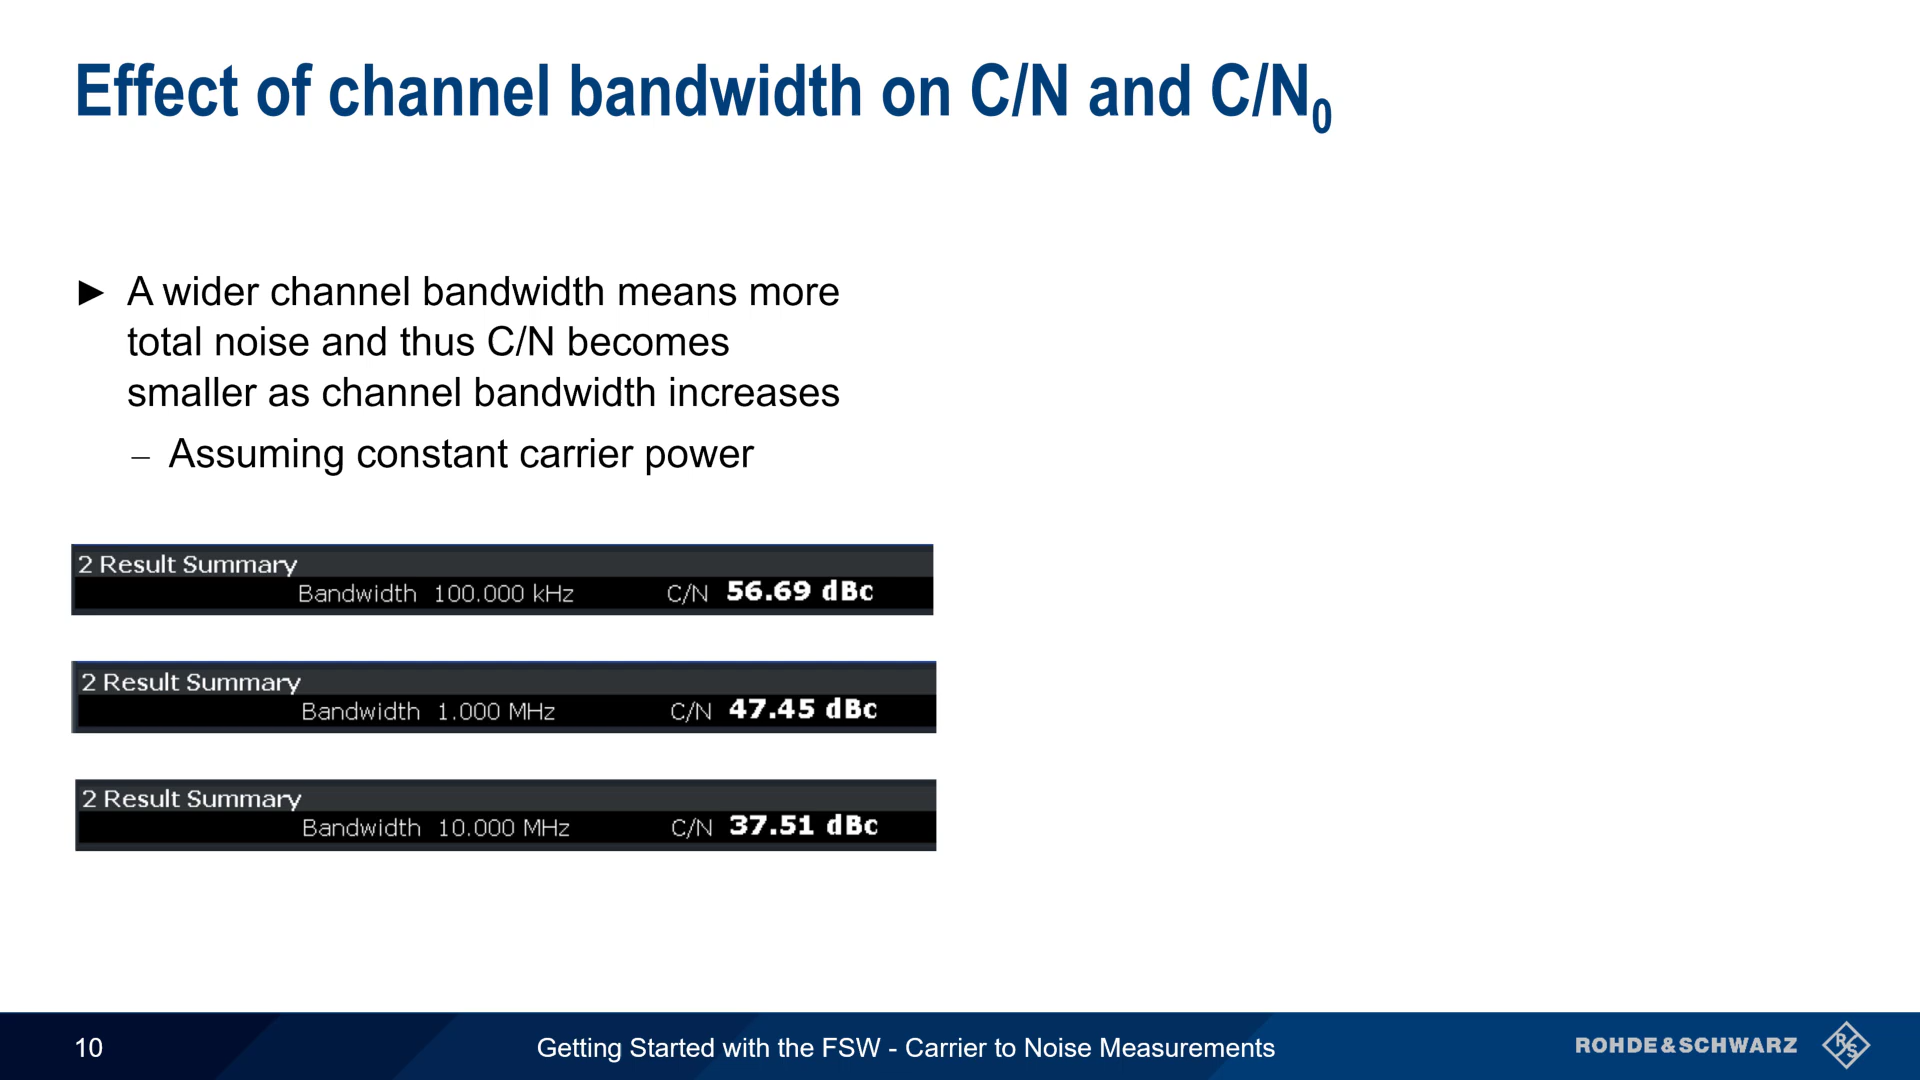 Effect of channel bandwidth on C/N and C/N₀
► A wider channel bandwidth means more
total noise and thus C/N becomes
smaller as channel bandwidth increases
– Assuming constant carrier power
2 Result Summary
Bandwidth 100.000 kHz C/N 56.69 dBc
2 Result Summary
Bandwidth 1.000 MHz C/N 47.45 dBc
2 Result Summary
Bandwidth 10.000 MHz C/N 37.51 dBc
10 Getting Started with the FSW - Carrier to Noise Measurements ROHDE&SCHWARZ R&S